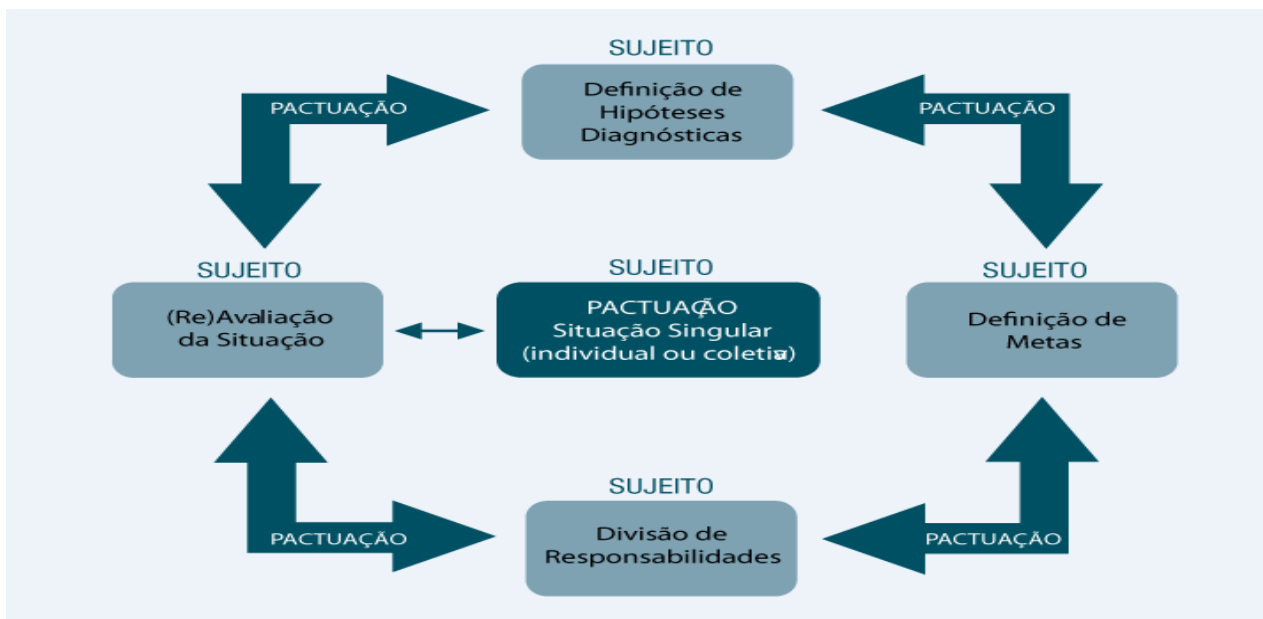 SUJEITO
Definição de
Hipóteses
Diagnósticas
PACTUAÇÃO
PACTUAÇÃO
SUJEITO
(Re)Avaliação
da Situação
SUJEITO
PACTUAÇÃO
Situação Singular
(individual ou coletiva)
SUJEITO
Definição de
Metas
SUJEITO
Divisão de
Responsabilidades
PACTUAÇÃO
PACTUAÇÃO